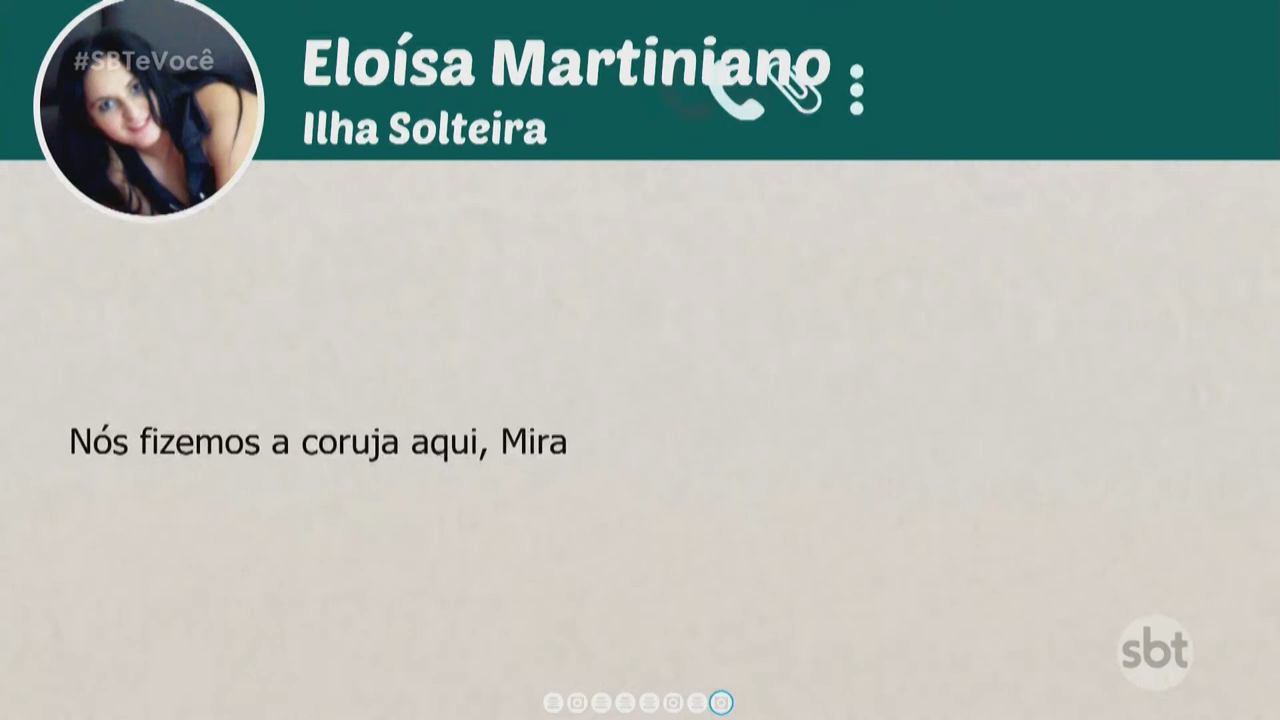 #SBTeVocê
Eloísa Martiniano
Ilha Solteira
Nós fizemos a coruja aqui, Mira
sbt